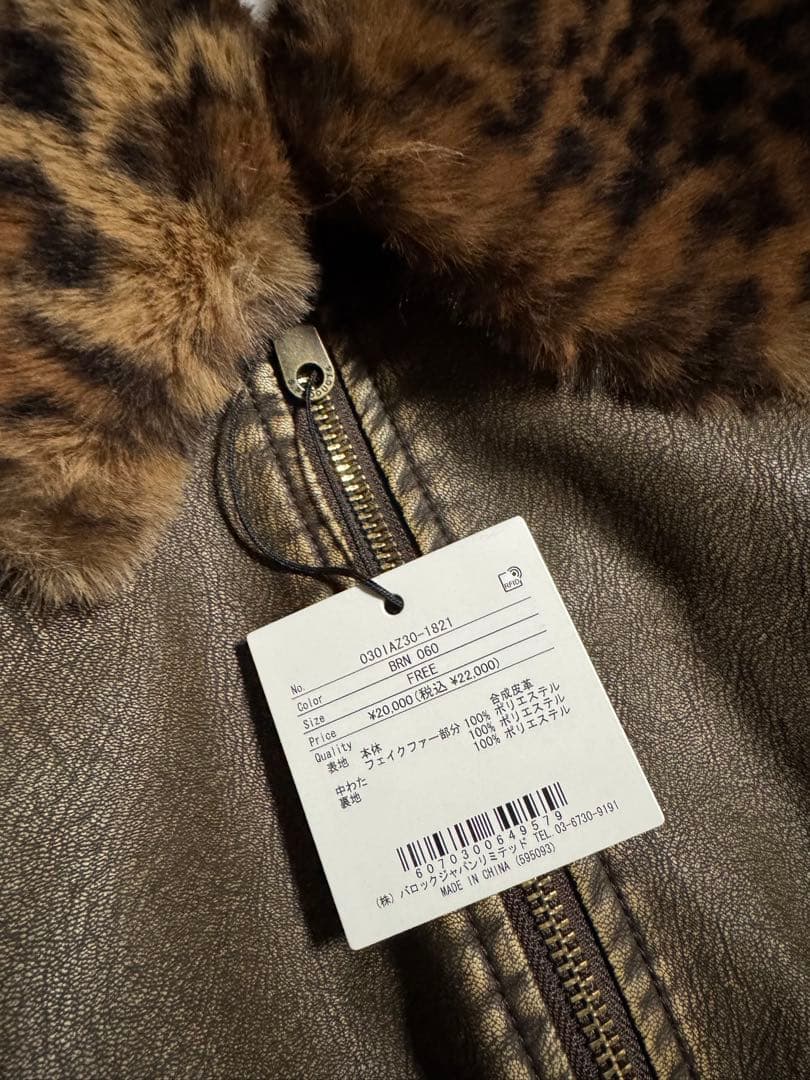 RFID
No. 030IAZ30-1821
Color BRN 060
Size FREE
Price ¥20,000(税込 ¥22,000)
Quality
表地 本体 合成皮革
フェイクファー部分 100% ポリエステル
中わた 100% ポリエステル
裏地 100% ポリエステル
6070300649579
(株) バロックジャパンリミテッド TEL.03-6730-9191
MADE IN CHINA (595093)